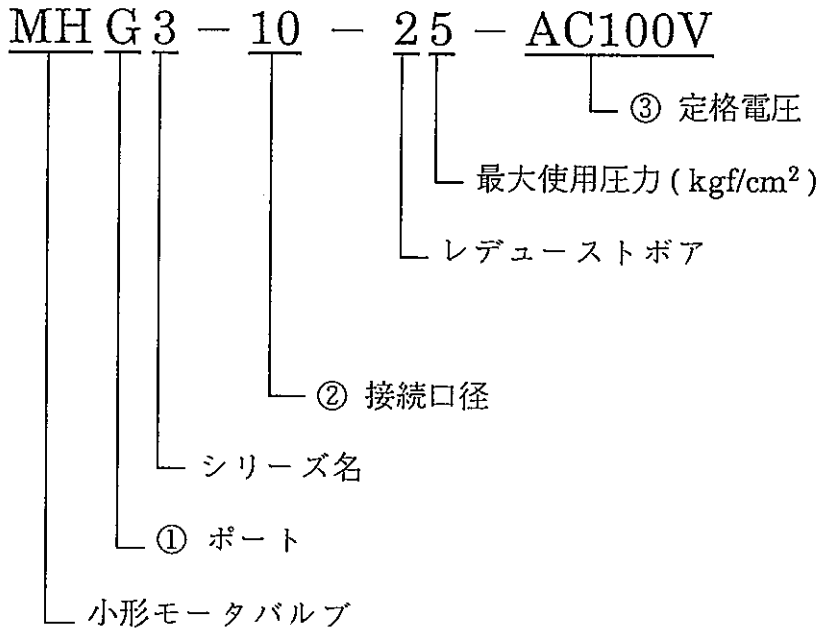 MHG3－10－25－AC100V
③ 定格電圧
最大使用圧力(kgf/cm²)
レデューストボア
② 接続口径
シリーズ名
① ポート
小形モータバルブ